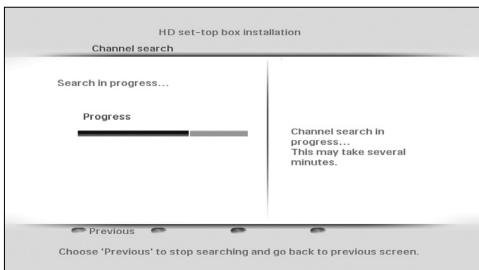 HD set-top box installation
Channel search
Search in progress...
Progress
Channel search in
progress...
This may take several
minutes.
Previous
Choose 'Previous' to stop searching and go back to previous screen.